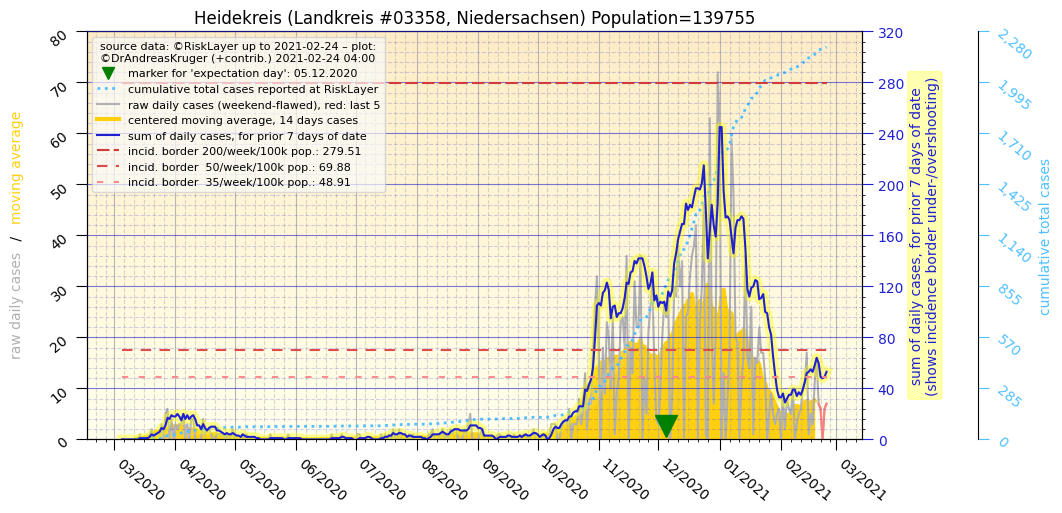 Heidekreis (Landkreis #03358, Niedersachsen) Population=139755
source data: ©RiskLayer up to 2021-02-24 – plot:
©DrAndreasKruger (+contrib.) 2021-02-24 04:00
marker for 'expectation day': 05.12.2020
cumulative total cases reported at RiskLayer
raw daily cases (weekend-flawed), red: last 5
centered moving average, 14 days cases
sum of daily cases, for prior 7 days of date
incid. border 200/week/100k pop.: 279.51
incid. border  50/week/100k pop.: 69.88
incid. border  35/week/100k pop.: 48.91
raw daily cases  /  moving average
80
70
60
50
40
30
20
10
0
03/2020
04/2020
05/2020
06/2020
07/2020
08/2020
09/2020
10/2020
11/2020
12/2020
01/2021
02/2021
03/2021
320
280
240
200
160
120
80
40
0
sum of daily cases, for prior 7 days of date
(shows incidence border under-/overshooting)
2,280
1,995
1,710
1,425
1,140
855
570
285
0
cumulative total cases